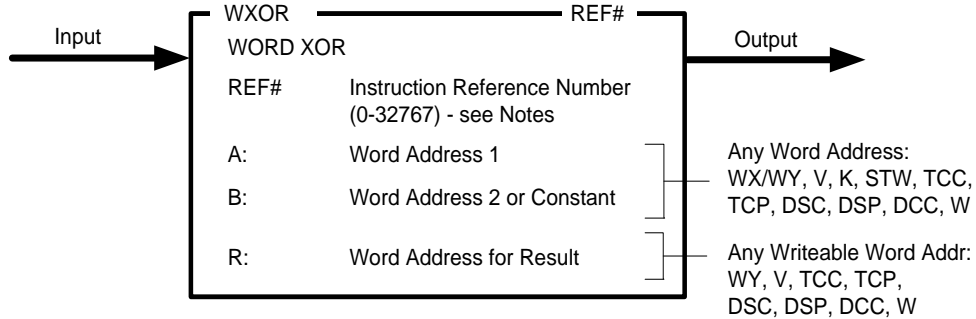 WXOR REF#
Input
WORD XOR
Output
REF# Instruction Reference Number
(0-32767) - see Notes
A: Word Address 1
B: Word Address 2 or Constant
Any Word Address:
WX/WY, V, K, STW, TCC,
TCP, DSC, DSP, DCC, W
R: Word Address for Result
Any Writeable Word Addr:
WY, V, TCC, TCP,
DSC, DSP, DCC, W